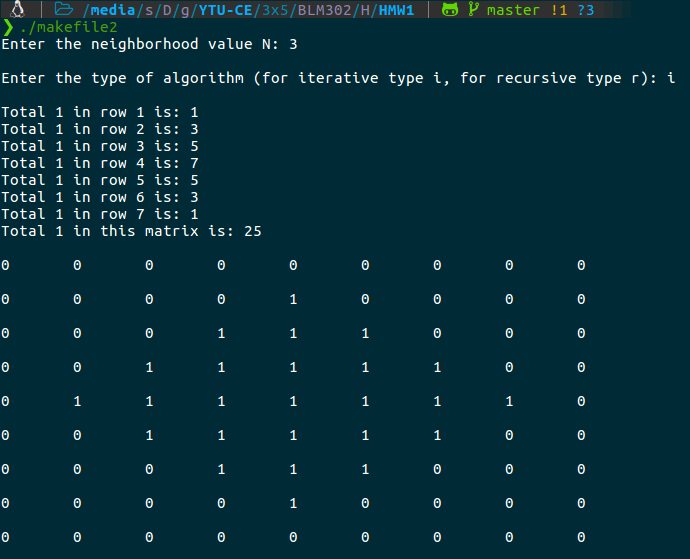 /media/s/D/g/YTU-CE/3x5/BLM302/H/HMW1 | master !1 ?3
❯ ./makefile2
Enter the neighborhood value N: 3
Enter the type of algorithm (for iterative type i, for recursive type r): i
Total 1 in row 1 is: 1
Total 1 in row 2 is: 3
Total 1 in row 3 is: 5
Total 1 in row 4 is: 7
Total 1 in row 5 is: 5
Total 1 in row 6 is: 3
Total 1 in row 7 is: 1
Total 1 in this matrix is: 25
0 0 0 0 0 0 0 0 0
0 0 0 0 1 0 0 0 0
0 0 0 1 1 1 0 0 0
0 0 1 1 1 1 1 0 0
0 1 1 1 1 1 1 1 0
0 0 1 1 1 1 1 0 0
0 0 0 1 1 1 0 0 0
0 0 0 0 1 0 0 0 0
0 0 0 0 0 0 0 0 0